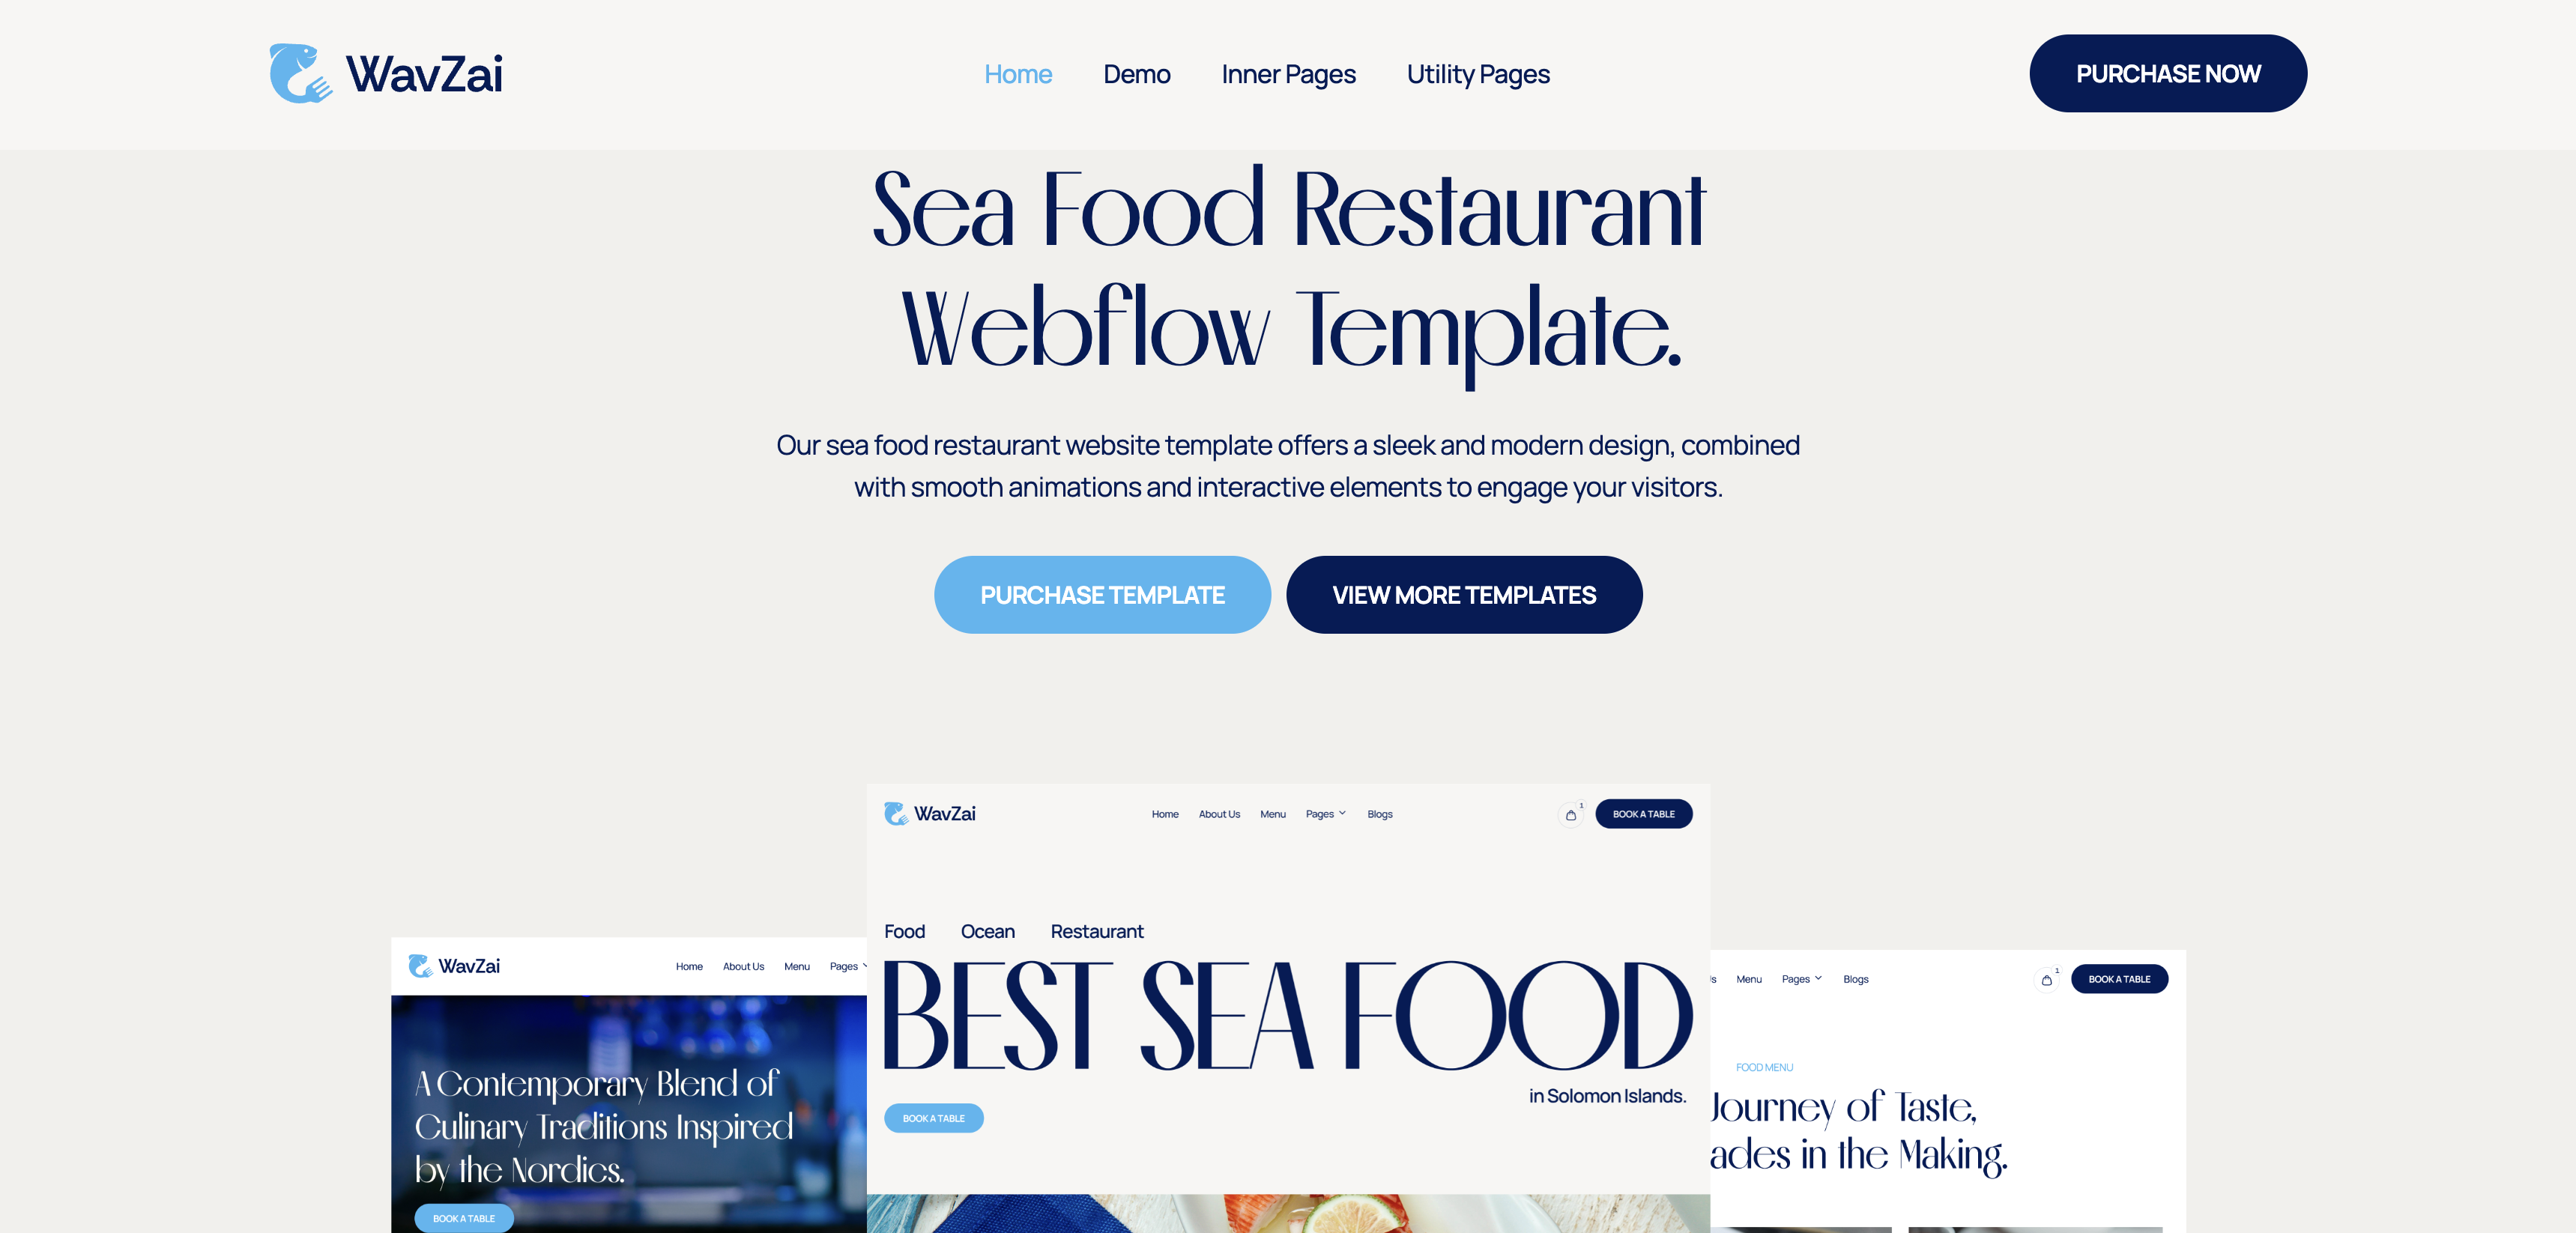 WavZai
Home Demo Inner Pages Utility Pages
PURCHASE NOW
Sea Food Restaurant
Webflow Template.
Our sea food restaurant website template offers a sleek and modern design, combined
with smooth animations and interactive elements to engage your visitors.
PURCHASE TEMPLATE
VIEW MORE TEMPLATES
WavZai
Home About Us Menu Pages
A Contemporary Blend of
Culinary Traditions Inspired
by the Nordics.
BOOK A TABLE
WavZai
Home About Us Menu Pages Blogs
1
BOOK A TABLE
Food Ocean Restaurant
BEST SEA FOOD
in Solomon Islands.
BOOK A TABLE
Menu Pages Blogs
1
BOOK A TABLE
FOOD MENU
Journey of Taste,
ades in the Making.